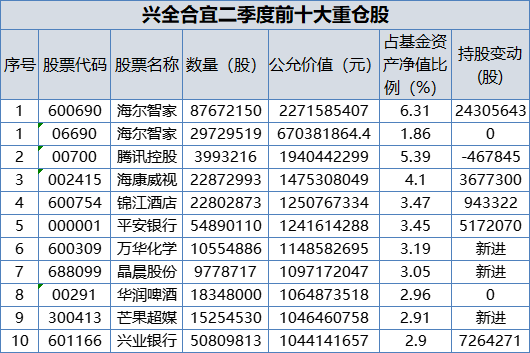 兴全合宜二季度前十大重仓股
序号 股票代码 股票名称 数量（股） 公允价值（元） 占基金资产净值比例（%） 持股变动(股)
1 600690 海尔智家 87672150 2271585407 6.31 24305643
1 06690 海尔智家 29729519 670381864.4 1.86 0
2 00700 腾讯控股 3993216 1940442299 5.39 -467845
3 002415 海康威视 22872993 1475308049 4.1 3677300
4 600754 锦江酒店 22802873 1250767334 3.47 943322
5 000001 平安银行 54890110 1241614288 3.45 5172070
6 600309 万华化学 10554886 1148582695 3.19 新进
7 688099 晶晨股份 9778717 1097172047 3.05 新进
8 00291 华润啤酒 18348000 1064873518 2.96 0
9 300413 芒果超媒 15254530 1046460758 2.91 新进
10 601166 兴业银行 50809813 1044141657 2.9 7264271